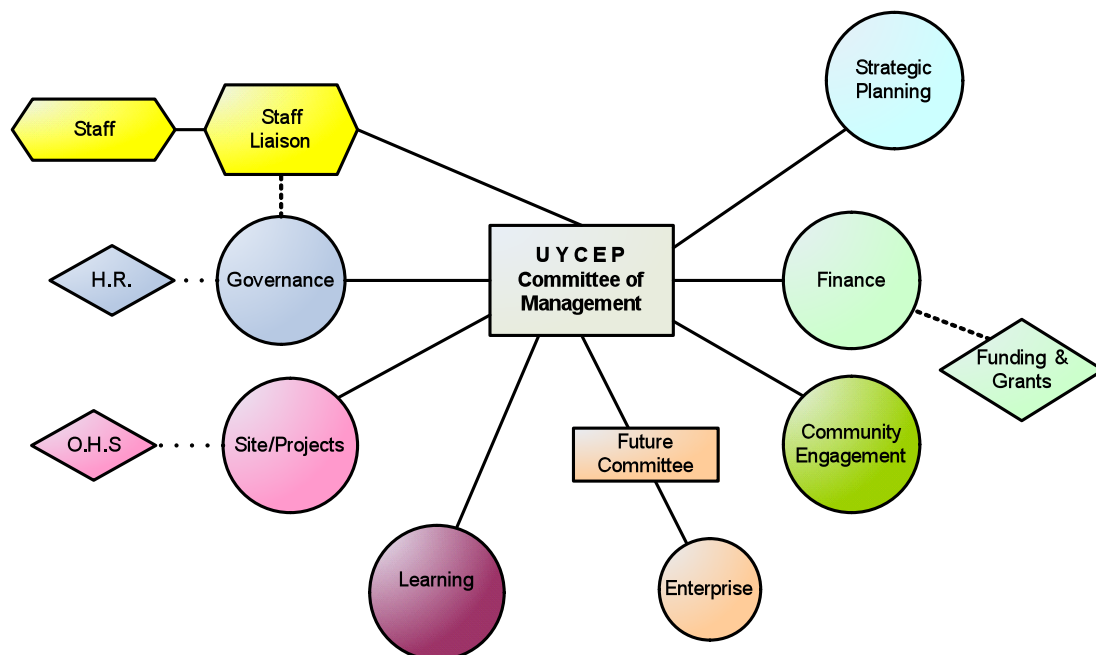 Strategic
Planning
Staff
Staff
Liaison
U Y C E P
Committee of
Management
H.R.
Governance
Finance
Funding &
Grants
O.H.S
Site/Projects
Future
Committee
Community
Engagement
Learning
Enterprise